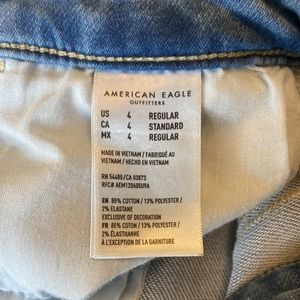 AMERICAN EAGLE
OUTFITTERS
US 4 REGULAR
CA 4 STANDARD
MX 4 REGULAR
MADE IN VIETNAM / FABRIQUÉ AU
VIETNAM / HECHO EN VIETNAM
RN 54485/CA 03873
RFC# AEM120605U9A
EN 85% COTTON / 13% POLYESTER /
2% ELASTANE
EXCLUSIVE OF DECORATION
FR 85% COTON / 13% POLYESTER /
2% ÉLASTHANNE
À L'EXCEPTION DE LA GARNITURE